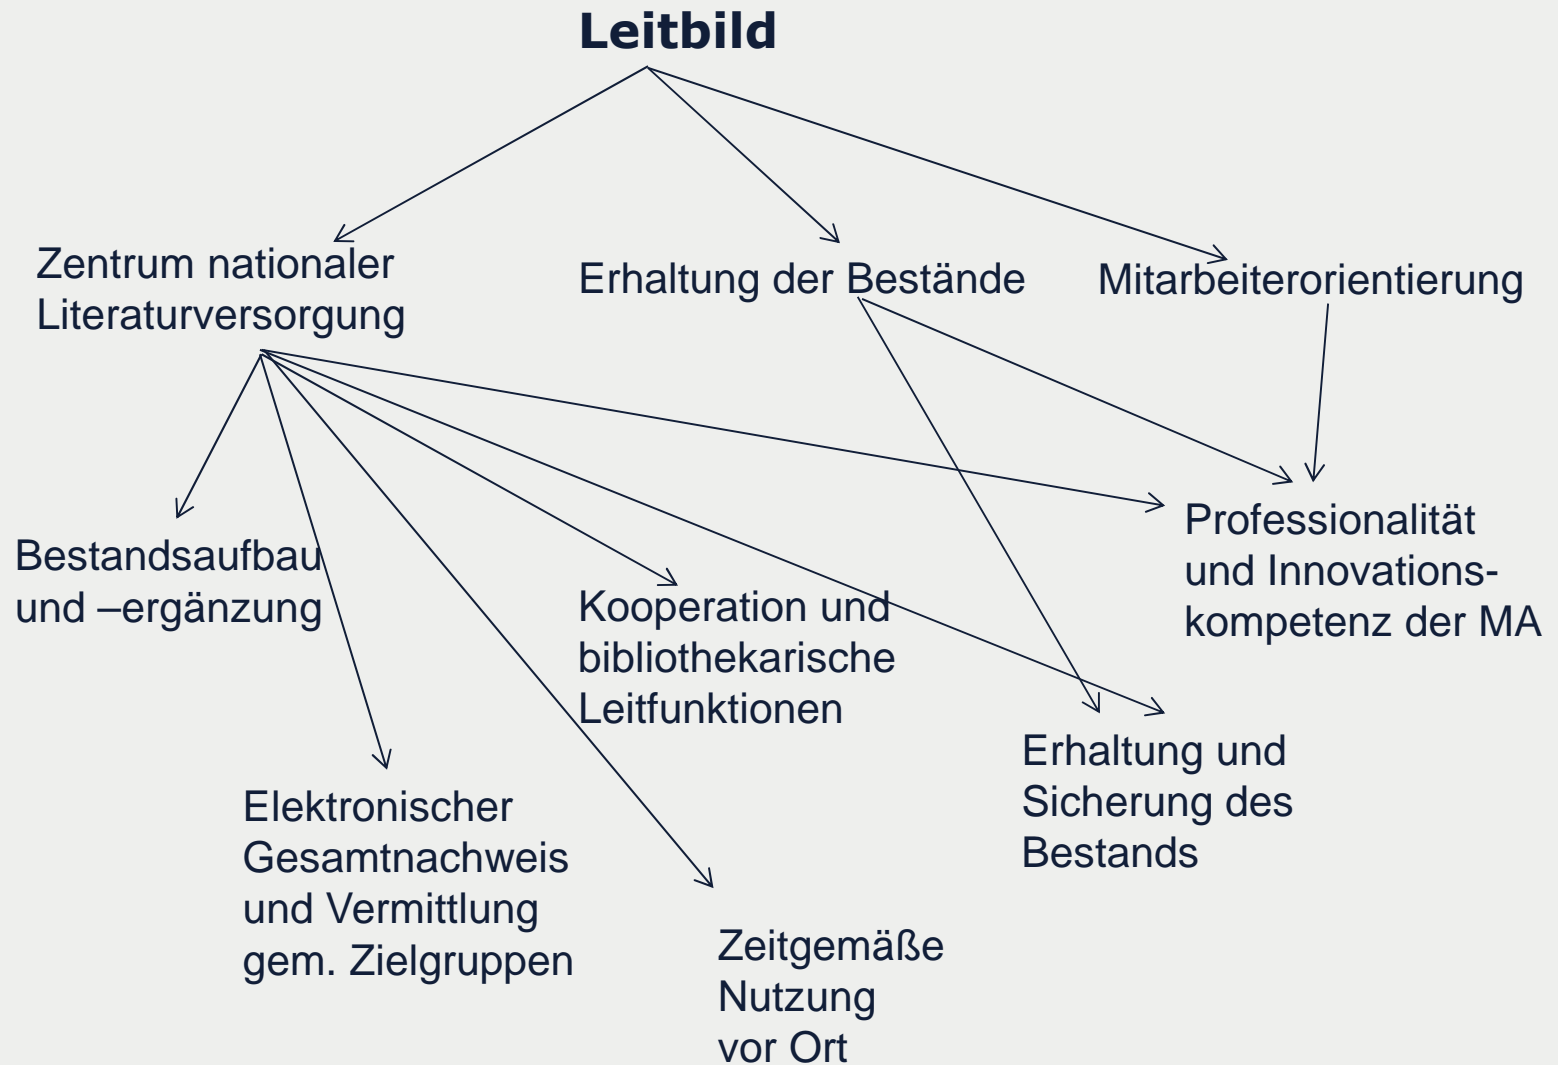 Leitbild
Zentrum nationaler
Literaturversorgung
Erhaltung der Bestände
Mitarbeiterorientierung
Bestandsaufbau
und –ergänzung
Kooperation und
bibliothekarische
Leitfunktionen
Professionalität
und Innovations-
kompetenz der MA
Elektronischer
Gesamtnachweis
und Vermittlung
gem. Zielgruppen
Zeitgemäße
Nutzung
vor Ort
Erhaltung und
Sicherung des
Bestands